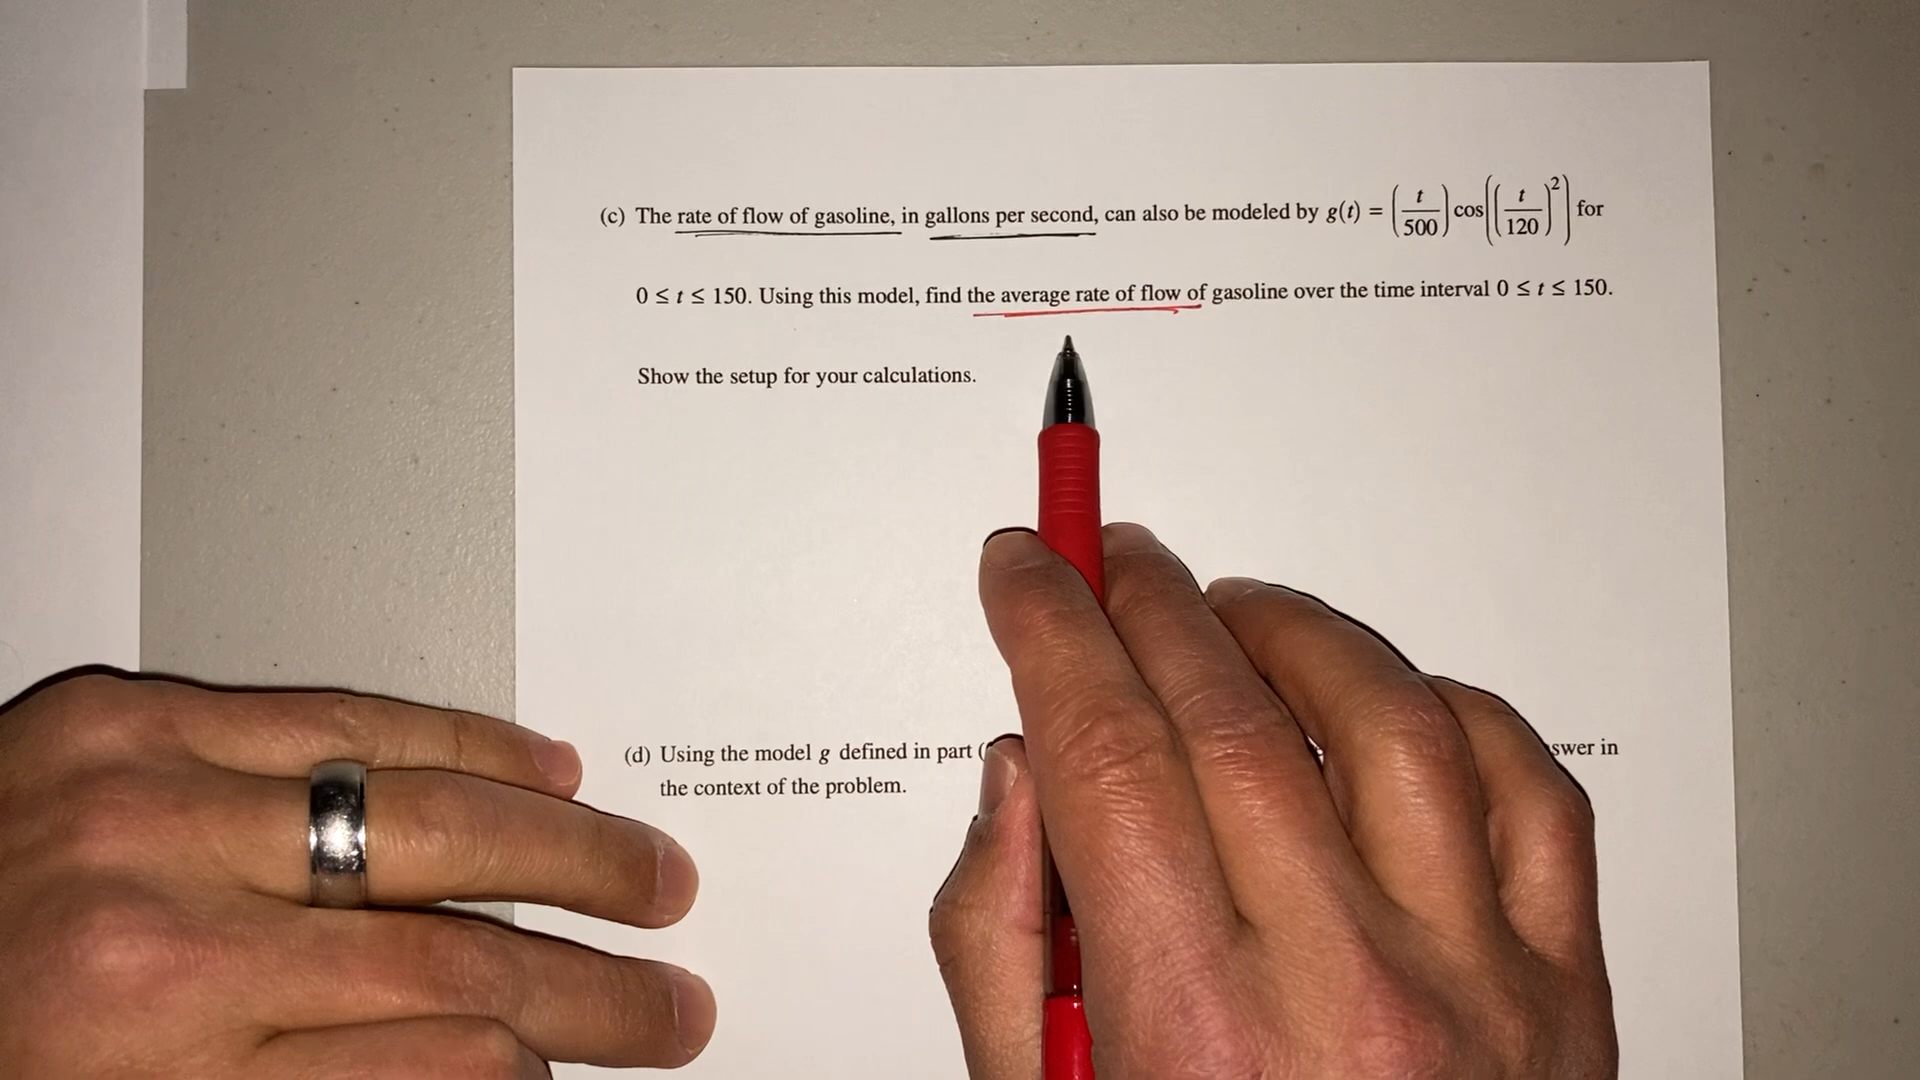 (c) The rate of flow of gasoline, in gallons per second, can also be modeled by g(t) = (t/500) cos((t/120)²) for
0 ≤ t ≤ 150. Using this model, find the average rate of flow of gasoline over the time interval 0 ≤ t ≤ 150.
Show the setup for your calculations.
(d) Using the model g defined in part ( swer in
the context of the problem.